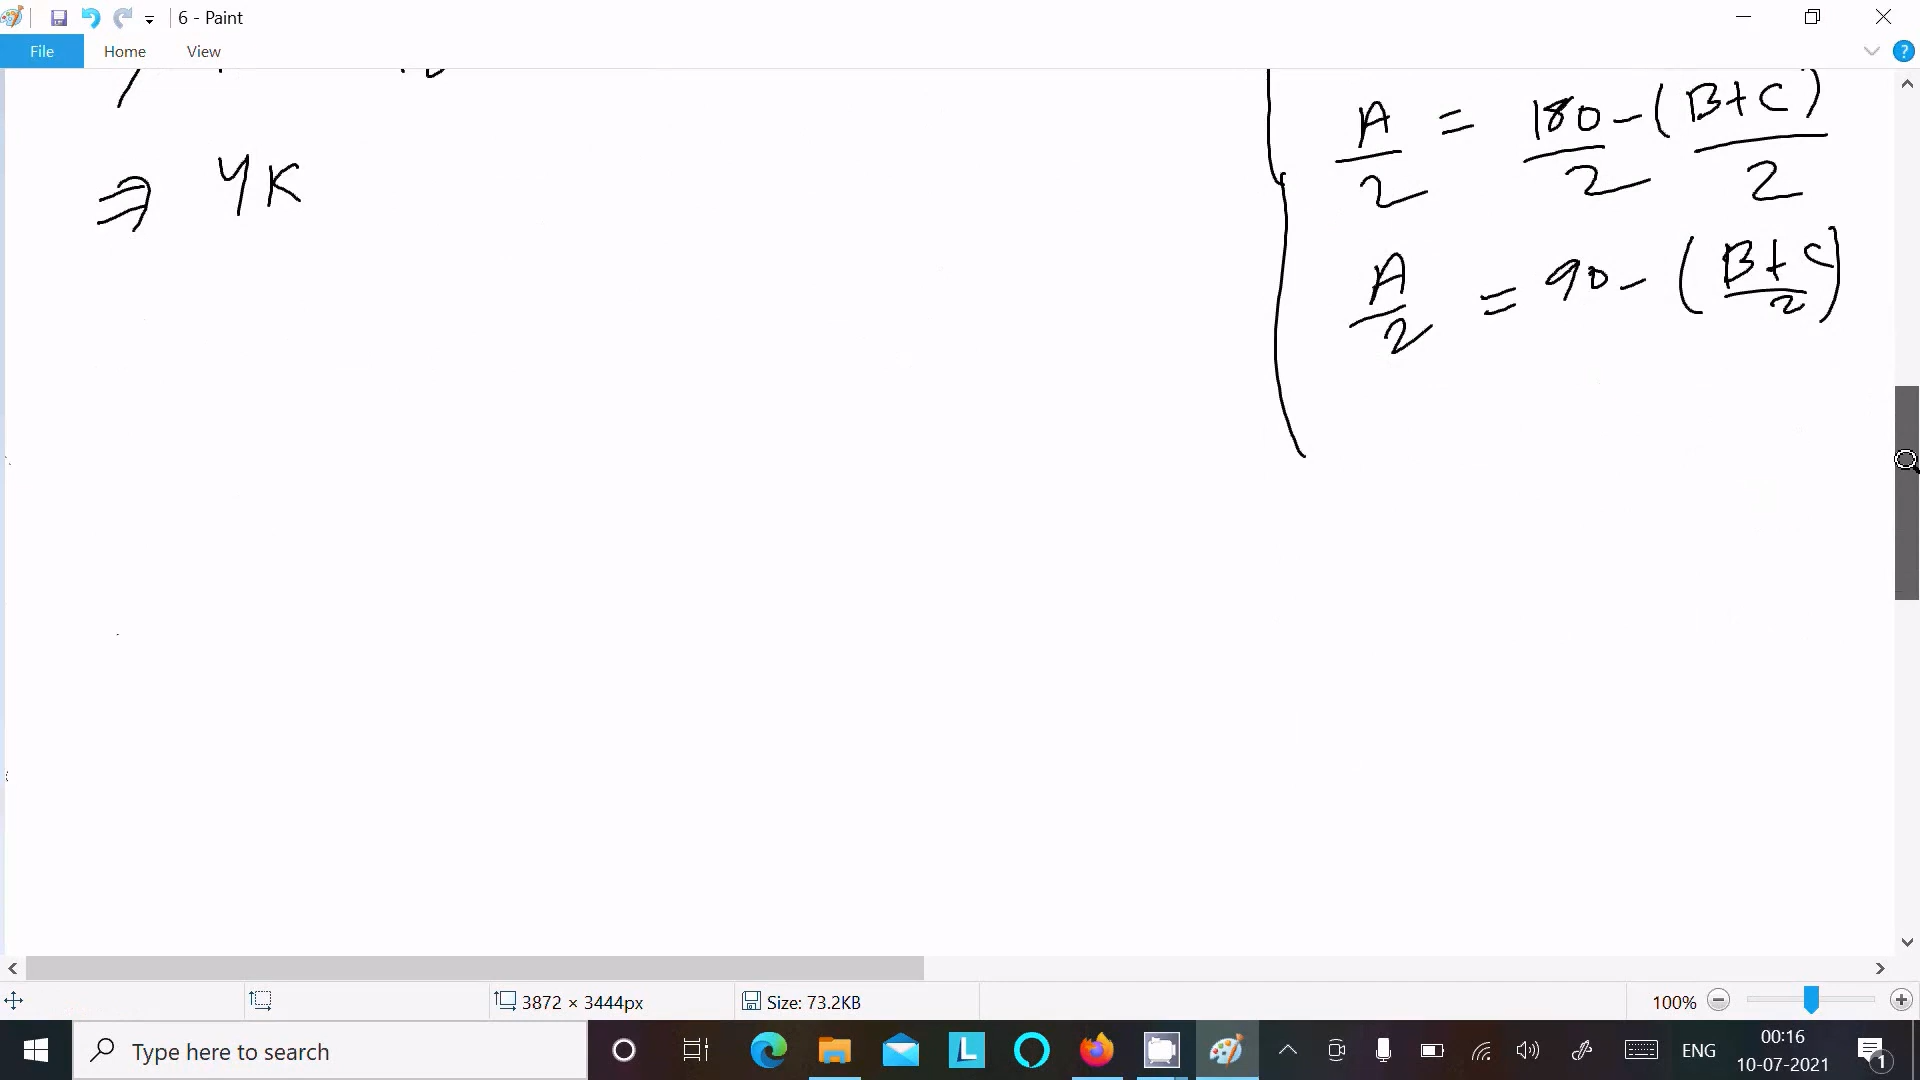 6 - Paint
File Home View
A/2 = 180/2 - (B+C)/2
⇒ 4K
A/2 = 90 - (B+C/2)
3872 × 3444px
Size: 73.2KB
100%
Type here to search
L
ENG
00:16
10-07-2021
1